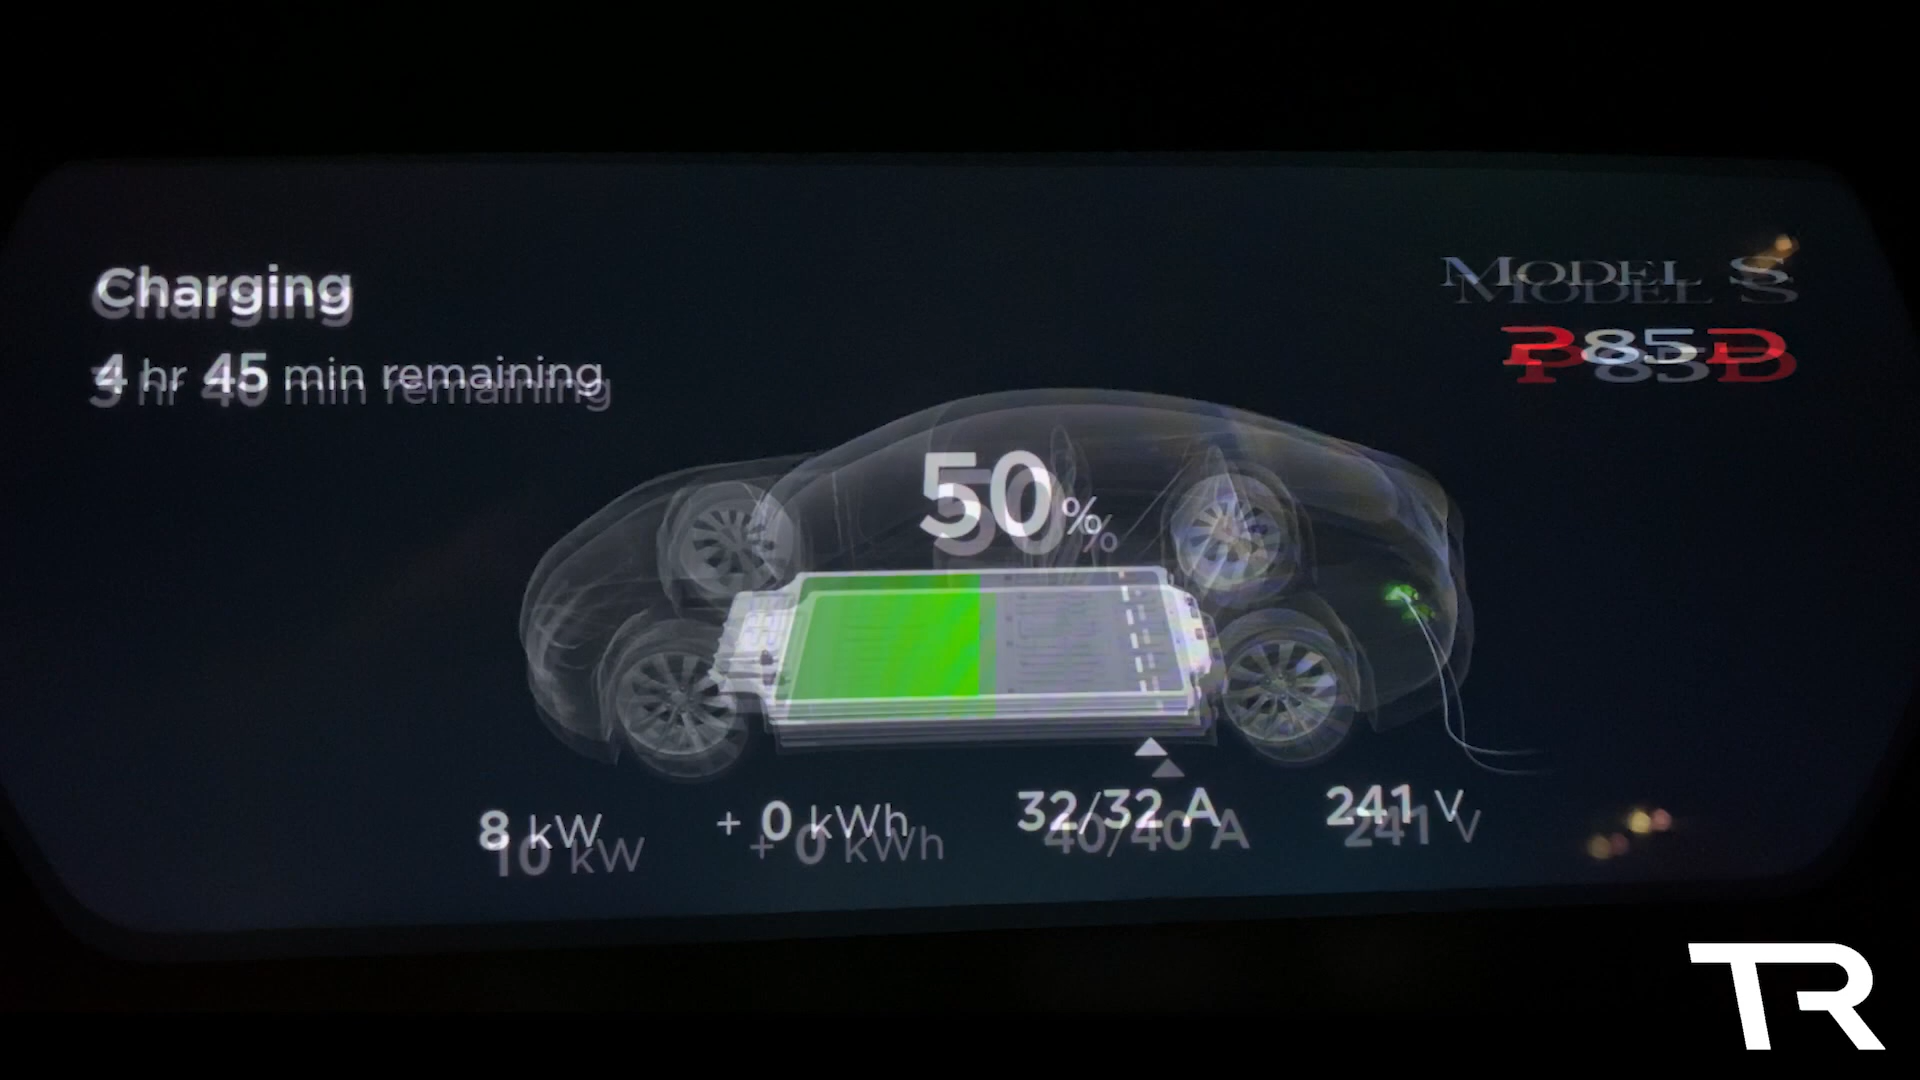 Charging
MODEL S
P85D
4 hr 45 min remaining
50%
8 kW + 0 kWh 32/32 A 241 V
10 kW + 0 kWh 40/40 A 241 V
TR